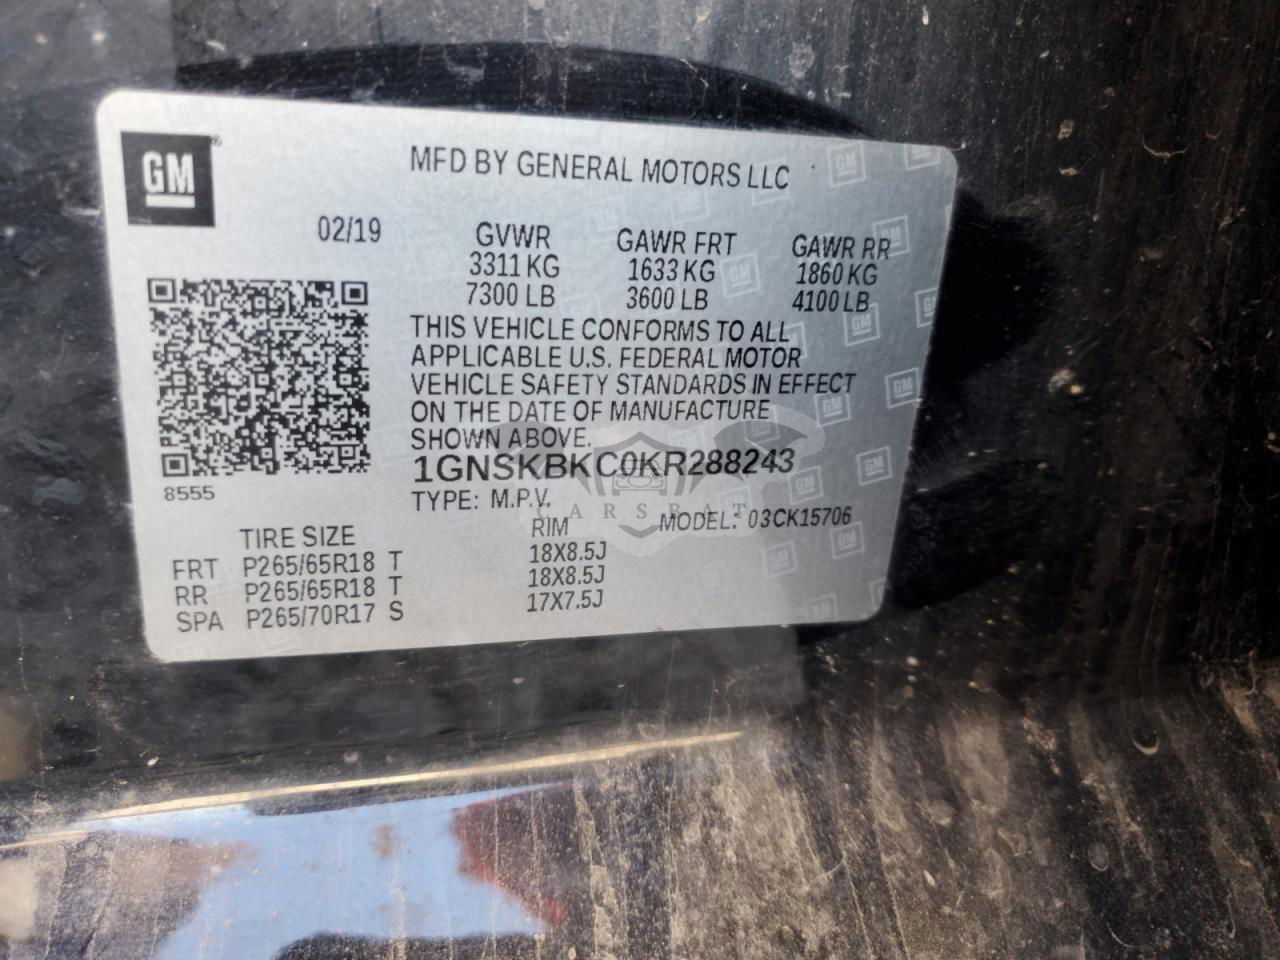 GM
MFD BY GENERAL MOTORS LLC
02/19
GVWR GAWR FRT GAWR RR
3311 KG 1633 KG 1860 KG
7300 LB 3600 LB 4100 LB
THIS VEHICLE CONFORMS TO ALL
APPLICABLE U.S. FEDERAL MOTOR
VEHICLE SAFETY STANDARDS IN EFFECT
ON THE DATE OF MANUFACTURE
SHOWN ABOVE.
1GNSKBKC0KR288243
8555
TYPE: M.P.V.
CARSBAT
MODEL: 03CK15706
TIRE SIZE RIM
FRT P265/65R18 T 18X8.5J
RR P265/65R18 T 18X8.5J
SPA P265/70R17 S 17X7.5J